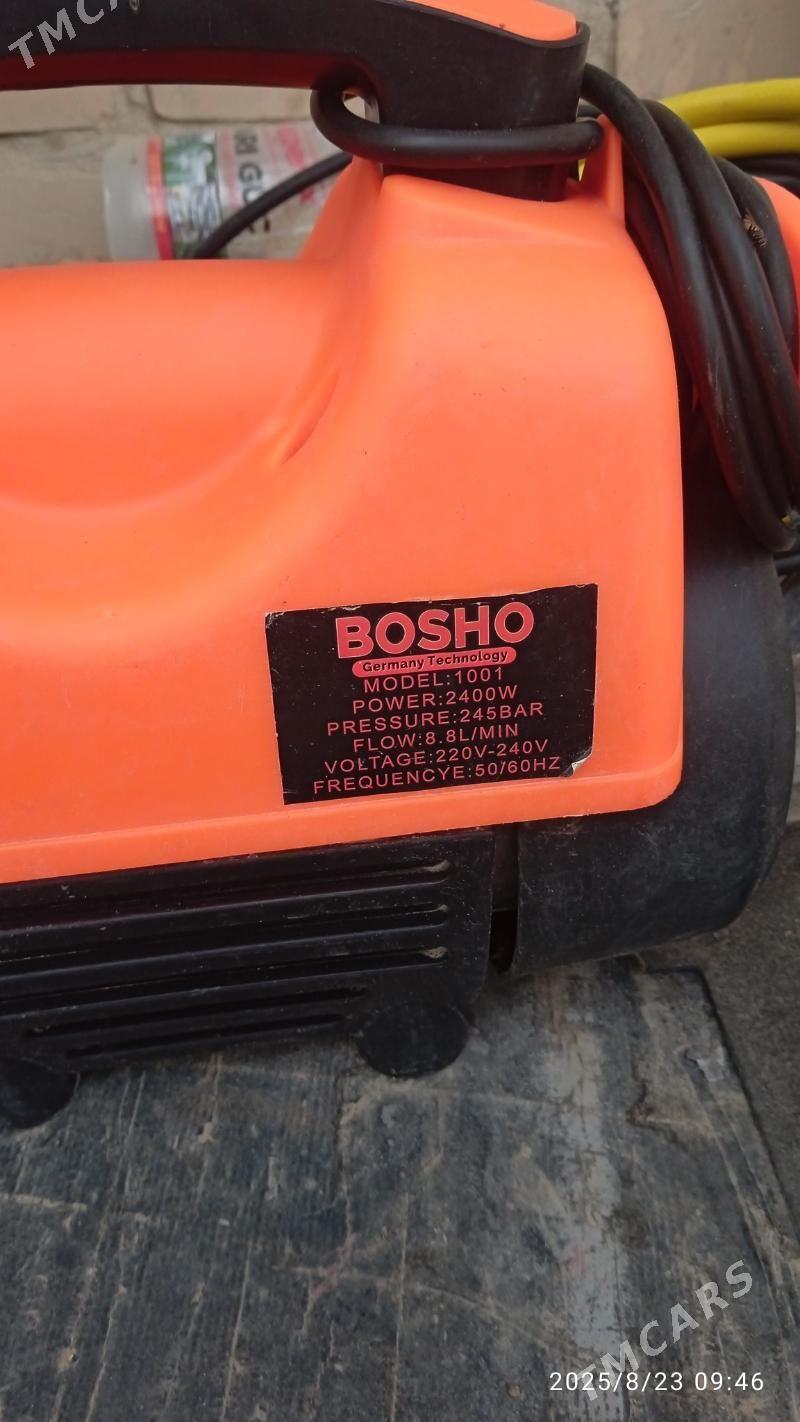 TMCARS
BOSHO
Germany Technology
MODEL:1001
POWER:2400W
PRESSURE:245BAR
FLOW:8.8L/MIN
VOLTAGE:220V-240V
FREQUENCYE:50/60HZ
TMCARS
2025/8/23 09:46